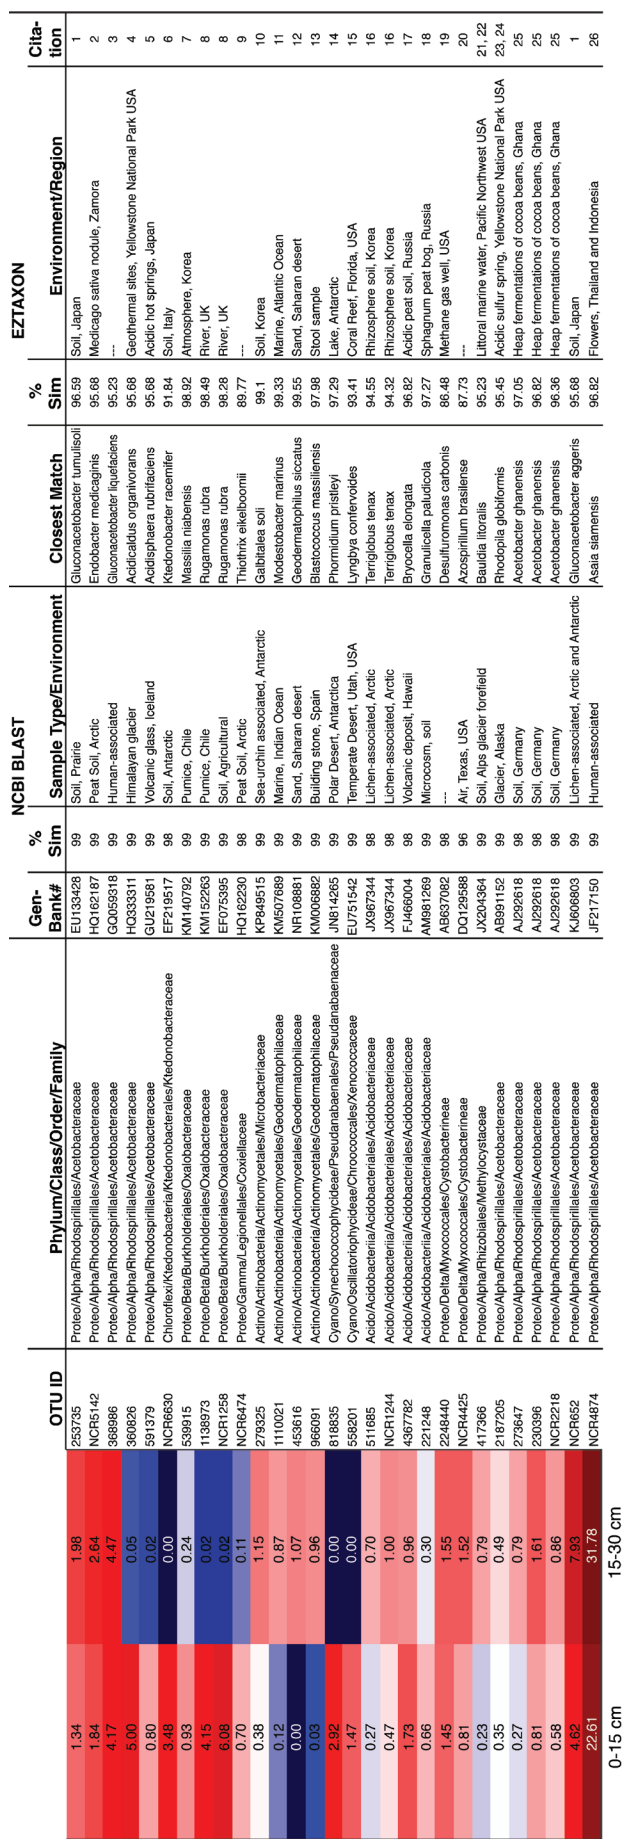 NCBI BLAST EZTAXON
OTU ID Phylum/Class/Order/Family Gen-Bank# % Sim Sample Type/Environment Closest Match % Sim Environment/Region Cita-tion
1.34 1.98 253735 Proteo/Alpha/Rhodospirillales/Acetobacteraceae EU133428 99 Soil, Prairie Gluconacetobacter tumulisoli 96.59 Soil, Japan 1
1.84 2.64 NCR5142 Proteo/Alpha/Rhodospirillales/Acetobacteraceae HQ162187 99 Peat Soil, Arctic Endobacter medicaginis 95.68 Medicago sativa nodule, Zamora 2
4.17 4.47 368986 Proteo/Alpha/Rhodospirillales/Acetobacteraceae GQ059318 99 Human-associated Gluconacetobacter liquefaciens 95.23 --- 3
5.00 0.05 360826 Proteo/Alpha/Rhodospirillales/Acetobacteraceae HQ333311 99 Himalayan glacier Acidicaldus organivorans 95.68 Geothermal sites, Yellowstone National Park USA 4
0.80 0.02 591379 Proteo/Alpha/Rhodospirillales/Acetobacteraceae GU219581 99 Volcanic glass, Iceland Acidisphaera rubrifaciens 95.68 Acidic hot springs, Japan 5
3.48 0.00 NCR6630 Chloroflexi/Ktedonobacteria/Ktedonobacterales/Ktedonobacteraceae EF219517 98 Soil, Antarctic Ktedonobacter racemifer 91.84 Soil, Italy 6
0.93 0.24 539915 Proteo/Beta/Burkholderiales/Oxalobacteraceae KM140792 99 Pumice, Chile Massilia niabensis 98.92 Atmosphere, Korea 7
4.15 0.02 1138973 Proteo/Beta/Burkholderiales/Oxalobacteraceae KM152263 99 Pumice, Chile Rugamonas rubra 98.49 River, UK 8
6.08 0.02 NCR1258 Proteo/Beta/Burkholderiales/Oxalobacteraceae EF075395 99 Soil, Agricultural Rugamonas rubra 98.28 River, UK 8
0.70 0.11 NCR6474 Proteo/Gamma/Legionellales/Coxiellaceae HQ162230 98 Peat Soil, Arctic Thiothrix eikelboomii 89.77 --- 9
0.38 1.15 279325 Actino/Actinobacteria/Actinomycetales/Microbacteriaceae KP849515 99 Sea-urchin associated, Antarctic Galbitalea soli 99.1 Soil, Korea 10
0.12 0.87 1110021 Actino/Actinobacteria/Actinomycetales/Geodermatophilaceae KM507689 99 Marine, Indian Ocean Modestobacter marinus 99.33 Marine, Atlantic Ocean 11
0.00 1.07 453616 Actino/Actinobacteria/Actinomycetales/Geodermatophilaceae NR108881 99 Sand, Saharan desert Geodermatophilus siccatus 99.55 Sand, Saharan desert 12
0.03 0.96 966091 Actino/Actinobacteria/Actinomycetales/Geodermatophilaceae KM006882 99 Building stone, Spain Blastococcus massiliensis 97.98 Stool sample 13
2.92 0.00 818835 Cyano/Synechococcophycideae/Pseudanabaenales/Pseudanabaenaceae JN814265 99 Polar Desert, Antarctica Phormidium pristleyi 97.29 Lake, Antarctic 14
1.47 0.00 558201 Cyano/Oscillatoriophycideae/Chroococcales/Xenococcaceae EU751542 99 Temperate Desert, Utah, USA Lyngbya confervoides 93.41 Coral Reef, Florida, USA 15
0.27 0.70 511685 Acido/Acidobacteriia/Acidobacteriales/Acidobacteriaceae JX967344 98 Lichen-associated, Arctic Terriglobus tenax 94.55 Rhizosphere soil, Korea 16
0.47 1.00 NCR1244 Acido/Acidobacteriia/Acidobacteriales/Acidobacteriaceae JX967344 98 Lichen-associated, Arctic Terriglobus tenax 94.32 Rhizosphere soil, Korea 16
1.73 0.96 4367782 Acido/Acidobacteriia/Acidobacteriales/Acidobacteriaceae FJ466004 98 Volcanic deposit, Hawaii Bryocella elongata 96.82 Acidic peat soil, Russia 17
0.66 0.30 221248 Acido/Acidobacteriia/Acidobacteriales/Acidobacteriaceae AM981269 99 Microcosm, soil Granulicella paludicola 97.27 Sphagnum peat bog, Russia 18
1.45 1.55 2248440 Proteo/Delta/Myxococcales/Cystobacterineae AB637082 98 --- Desulfuromonas carbonis 86.48 Methane gas well, USA 19
0.81 1.52 NCR4425 Proteo/Delta/Myxococcales/Cystobacterineae DQ129588 96 Air, Texas, USA Azospirillum brasilense 87.73 --- 20
0.23 0.79 417366 Proteo/Alpha/Rhizobiales/Methylocystaceae JX204364 99 Soil, Alps glacier forefield Bauldia litoralis 95.23 Littoral marine water, Pacific Northwest USA 21, 22
0.35 0.49 2187205 Proteo/Alpha/Rhodospirillales/Acetobacteraceae AB991152 99 Glacier, Alaska Rhodopila globiformis 95.45 Acidic sulfur spring, Yellowstone National Park USA 23, 24
0.27 0.79 273647 Proteo/Alpha/Rhodospirillales/Acetobacteraceae AJ292618 98 Soil, Germany Acetobacter ghanensis 97.05 Heap fermentations of cocoa beans, Ghana 25
0.81 1.61 230396 Proteo/Alpha/Rhodospirillales/Acetobacteraceae AJ292618 98 Soil, Germany Acetobacter ghanensis 96.82 Heap fermentations of cocoa beans, Ghana 25
0.58 0.86 NCR2218 Proteo/Alpha/Rhodospirillales/Acetobacteraceae AJ292618 98 Soil, Germany Acetobacter ghanensis 96.36 Heap fermentations of cocoa beans, Ghana 25
4.62 7.93 NCR652 Proteo/Alpha/Rhodospirillales/Acetobacteraceae KJ606803 99 Lichen-associated, Arctic and Antarctic Gluconacetobacter aggeris 95.68 Soil, Japan 1
22.61 31.78 NCR4874 Proteo/Alpha/Rhodospirillales/Acetobacteraceae JF217150 99 Human-associated Asaia siamensis 96.82 Flowers, Thailand and Indonesia 26
0-15 cm 15-30 cm